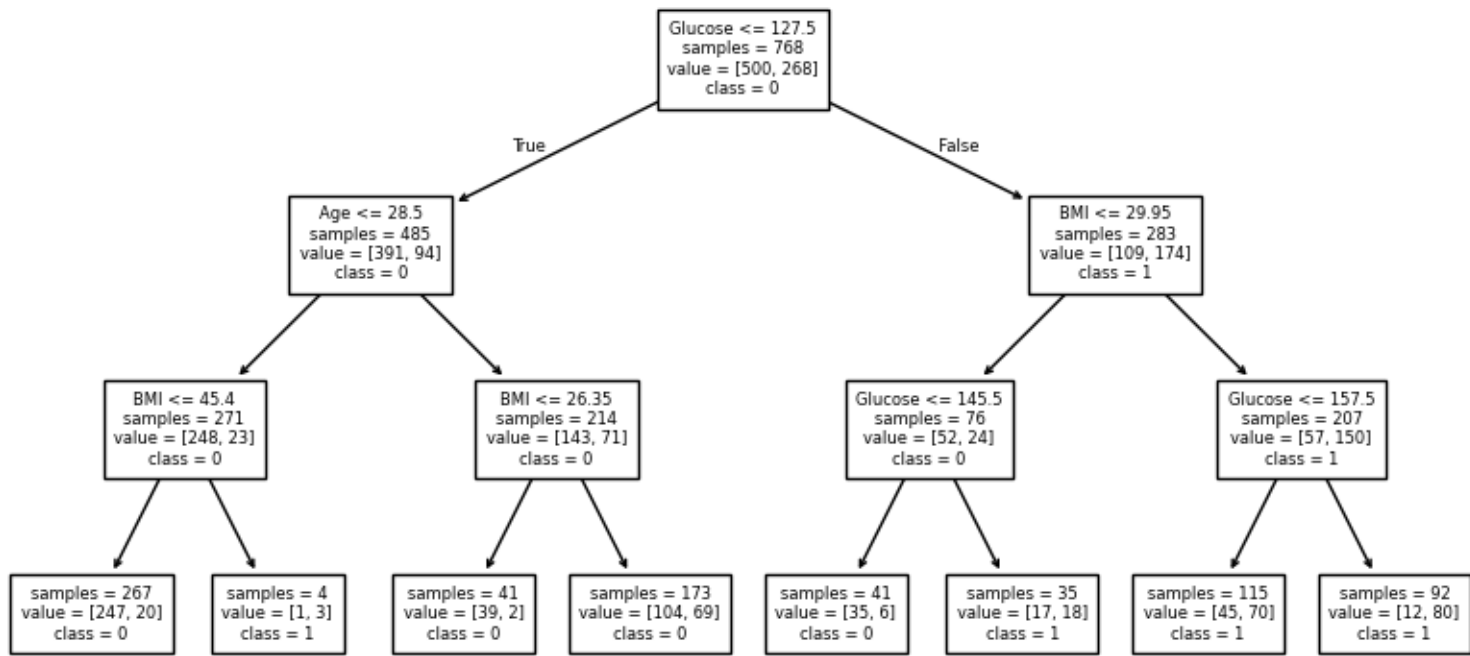 Glucose <= 127.5
samples = 768
value = [500, 268]
class = 0
True
False
Age <= 28.5
samples = 485
value = [391, 94]
class = 0
BMI <= 29.95
samples = 283
value = [109, 174]
class = 1
BMI <= 45.4
samples = 271
value = [248, 23]
class = 0
BMI <= 26.35
samples = 214
value = [143, 71]
class = 0
Glucose <= 145.5
samples = 76
value = [52, 24]
class = 0
Glucose <= 157.5
samples = 207
value = [57, 150]
class = 1
samples = 267
value = [247, 20]
class = 0
samples = 4
value = [1, 3]
class = 1
samples = 41
value = [39, 2]
class = 0
samples = 173
value = [104, 69]
class = 0
samples = 41
value = [35, 6]
class = 0
samples = 35
value = [17, 18]
class = 1
samples = 115
value = [45, 70]
class = 1
samples = 92
value = [12, 80]
class = 1